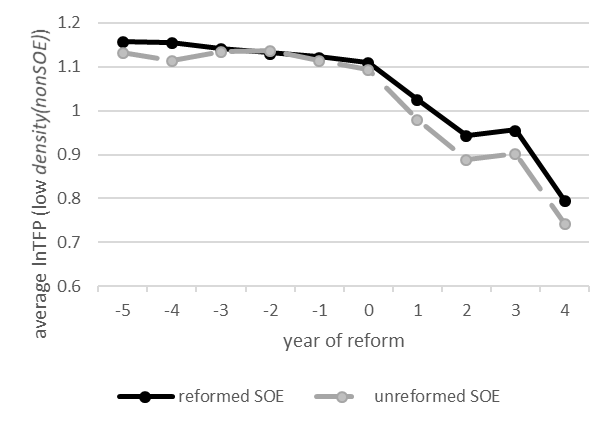 average lnTFP (low density(nonSOE))
1.2
1.1
1
0.9
0.8
0.7
0.6
-5 -4 -3 -2 -1 0 1 2 3 4
year of reform
reformed SOE unreformed SOE